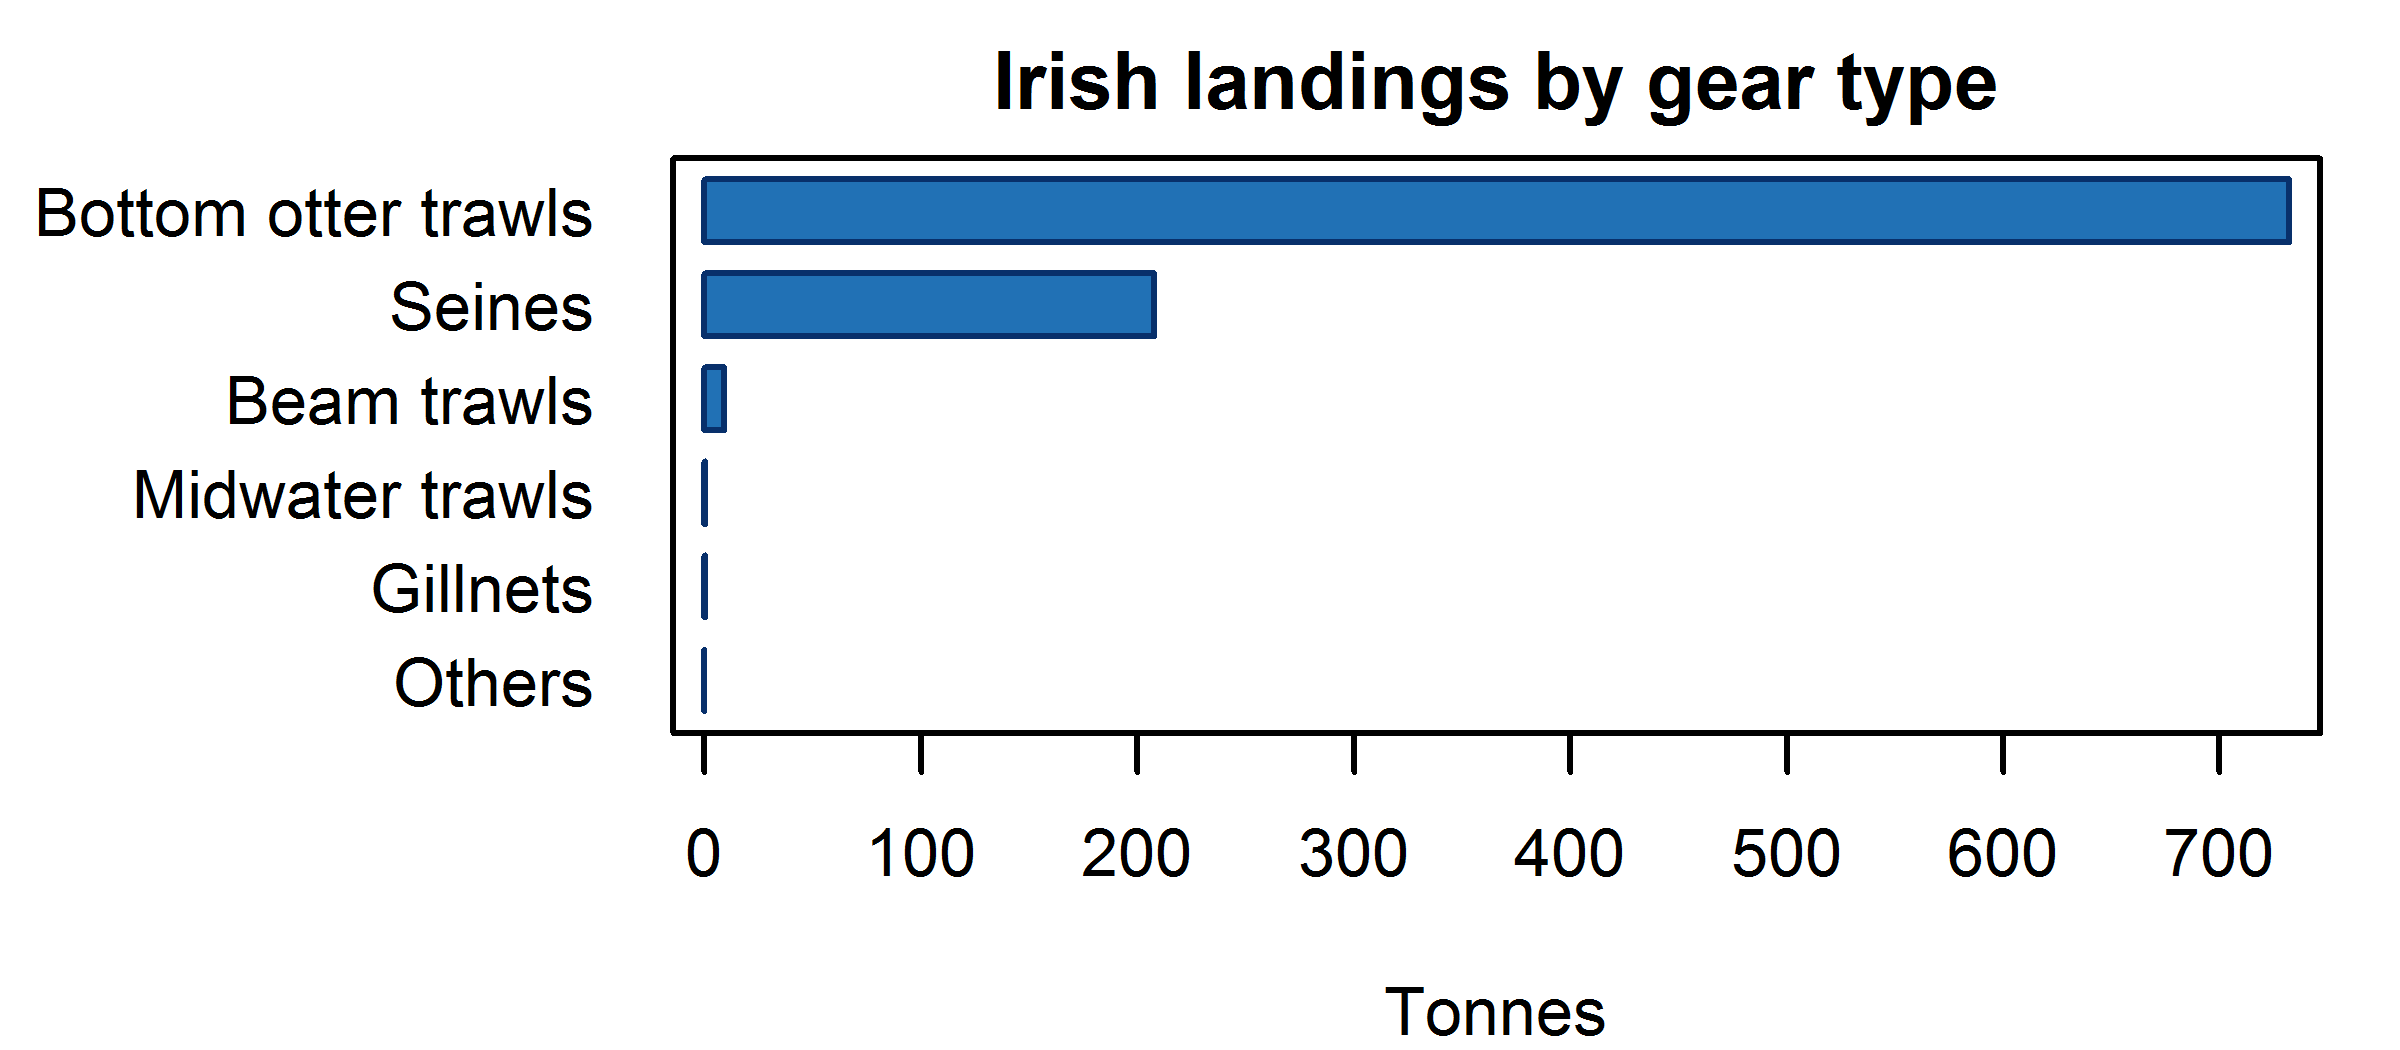 Irish landings by gear type
Bottom otter trawls
Seines
Beam trawls
Midwater trawls
Gillnets
Others
0 100 200 300 400 500 600 700
Tonnes